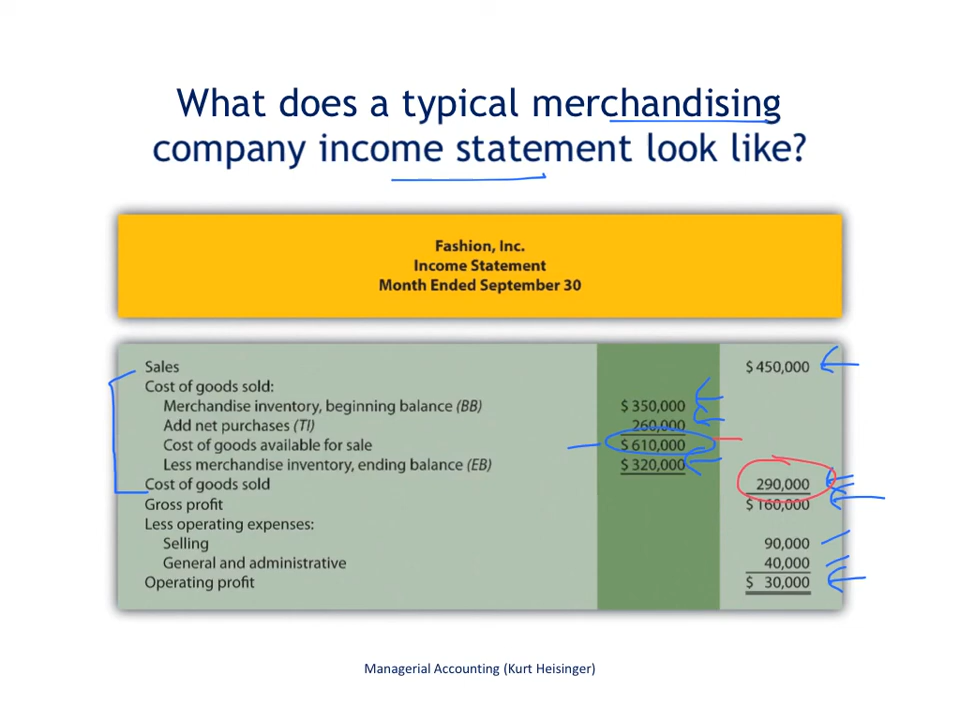 What does a typical merchandising
company income statement look like?
Fashion, Inc.
Income Statement
Month Ended September 30
Sales $ 450,000
Cost of goods sold:
Merchandise inventory, beginning balance (BB) $ 350,000
Add net purchases (TI) 260,000
Cost of goods available for sale $ 610,000
Less merchandise inventory, ending balance (EB) $ 320,000
Cost of goods sold 290,000
Gross profit $ 160,000
Less operating expenses:
Selling 90,000
General and administrative 40,000
Operating profit $ 30,000
Managerial Accounting (Kurt Heisinger)